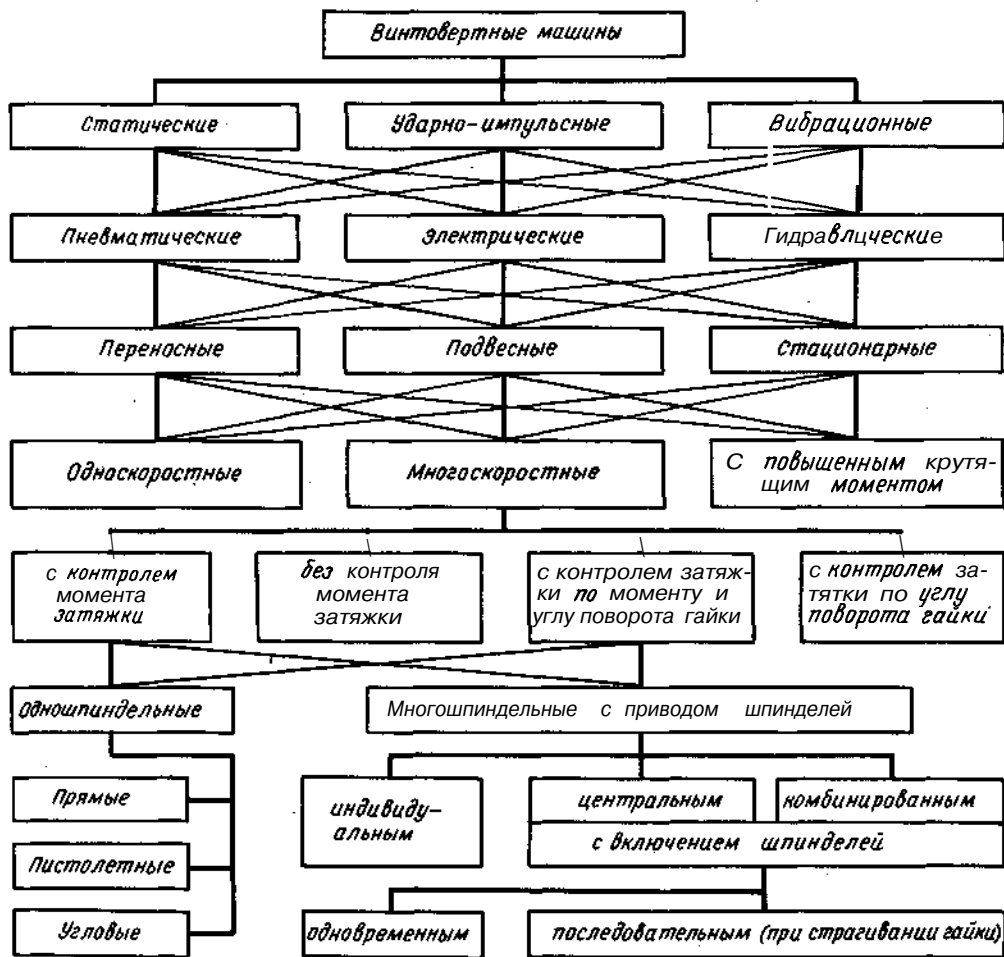 Винтовертные машины
Статические
Ударно-импульсные
Вибрационные
Пневматические
Электрические
Гидравлцческие
Переносные
Подвесные
Стационарные
Односкоростные
Многоскоростные
С повышенным крутя-
щим моментом
с контролем
момента
затяжки
без контроля
момента
затяжки
с контролем затяж-
ки по моменту и
углу поворота гайки
с контролем за-
тятки по углу
поворота гайки
Одношпиндельные
Многошпиндельные с приводом шпинделей
Прямые
Пистолетные
Угловые
индивиду-
альным
центральным
комбинированным
с включением шпинделей
одновременным
последовательным (при страгивании гайки)